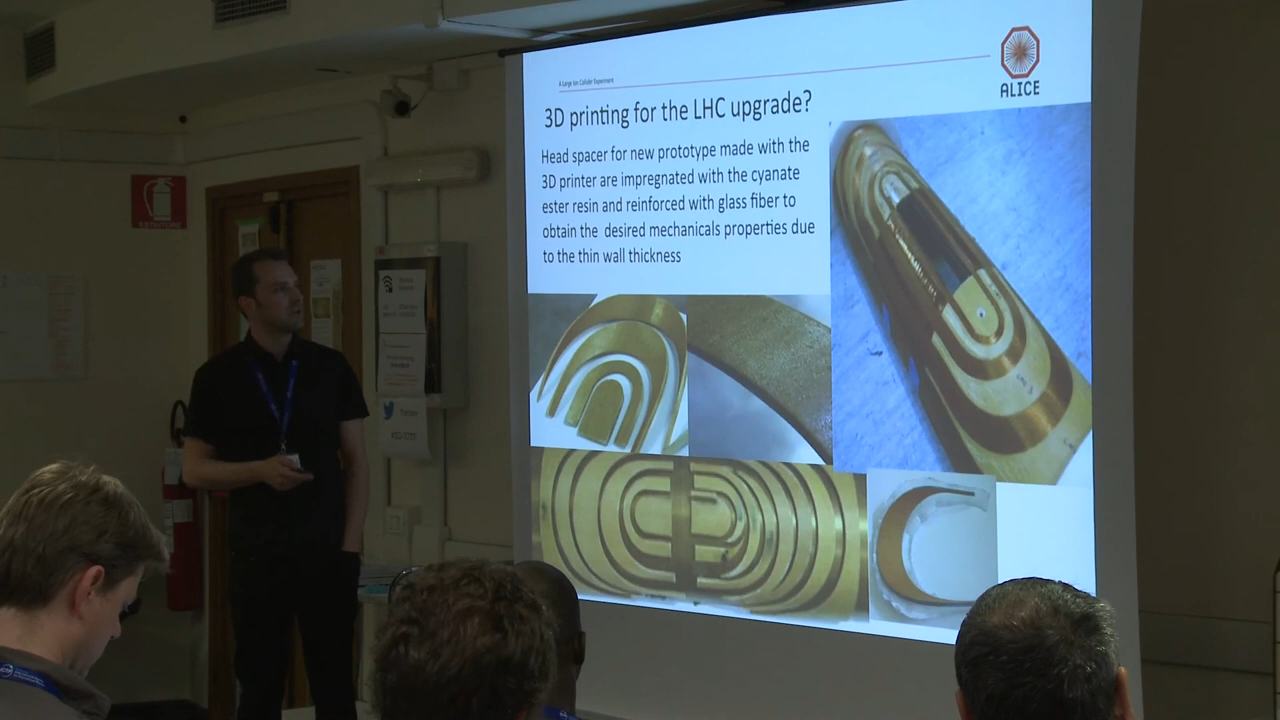 A Large Ion Collider Experiment
ALICE
3D printing for the LHC upgrade?
Head spacer for new prototype made with the
3D printer are impregnated with the cyanate
ester resin and reinforced with glass fiber to
obtain the desired mechanicals properties due
to the thin wall thickness
ESTINTORE
Twitter